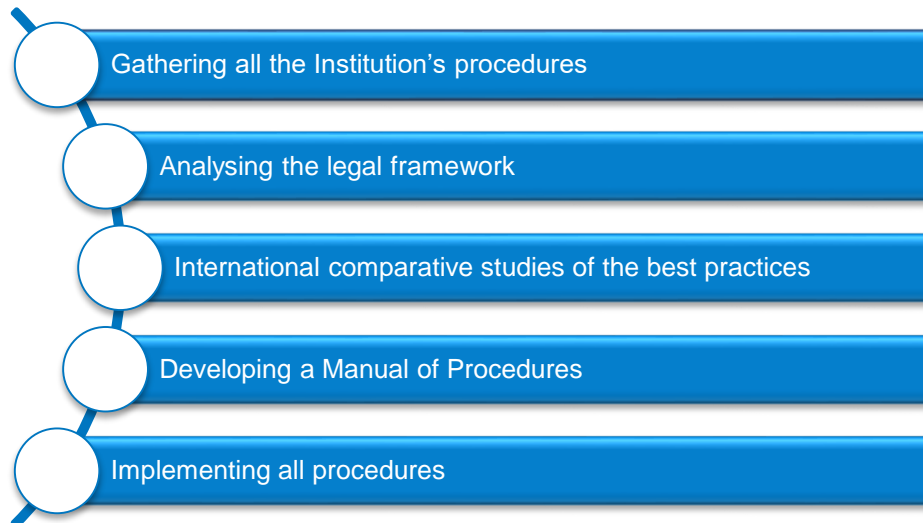 Gathering all the Institution’s procedures
Analysing the legal framework
International comparative studies of the best practices
Developing a Manual of Procedures
Implementing all procedures